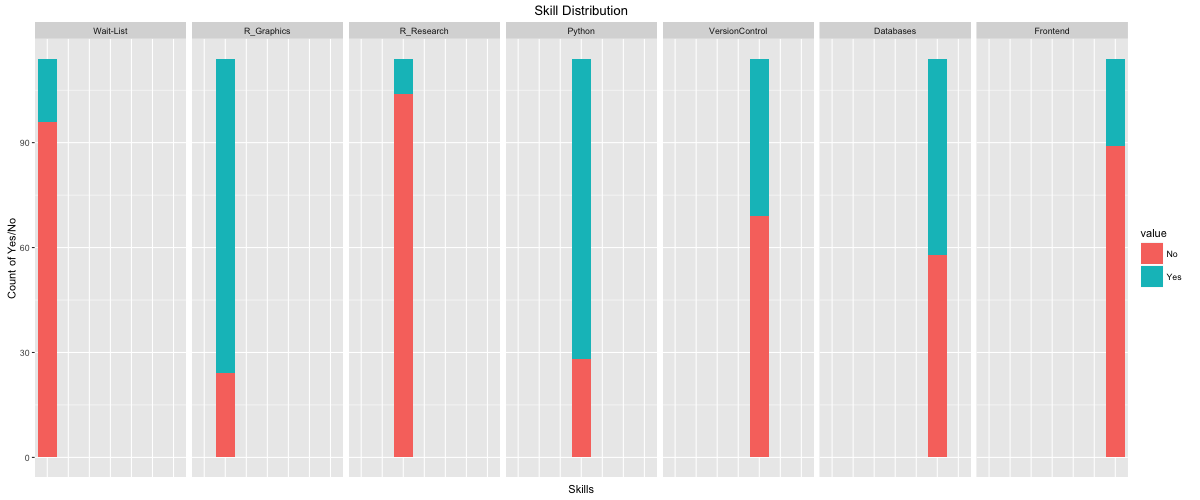 Skill Distribution
Wait-List R_Graphics R_Research Python VersionControl Databases Frontend
Count of Yes/No
90
60
30
0
Skills
value
No
Yes